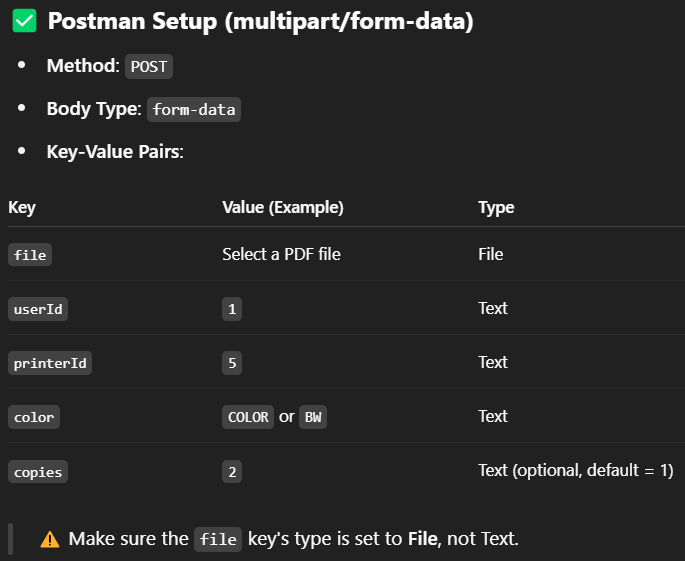 ✅ Postman Setup (multipart/form-data)
• Method: POST
• Body Type: form-data
• Key-Value Pairs:
Key Value (Example) Type
file Select a PDF file File
userId 1 Text
printerId 5 Text
color COLOR or BW Text
copies 2 Text (optional, default = 1)
⚠️ Make sure the file key's type is set to File, not Text.